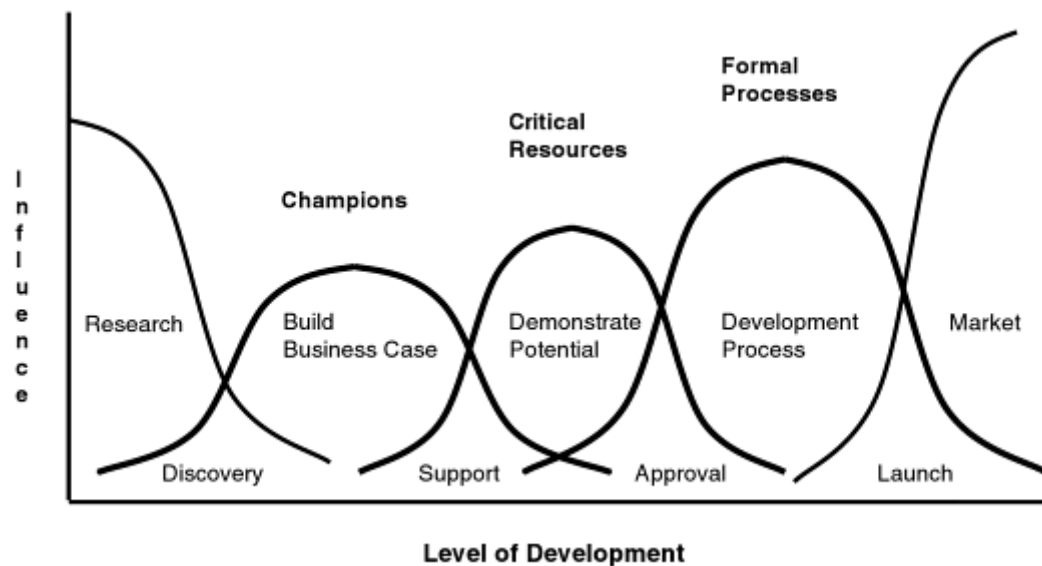 Formal
Processes
Critical
Resources
Champions
Influence
Research
Build
Business Case
Demonstrate
Potential
Development
Process
Market
Discovery
Support
Approval
Launch
Level of Development